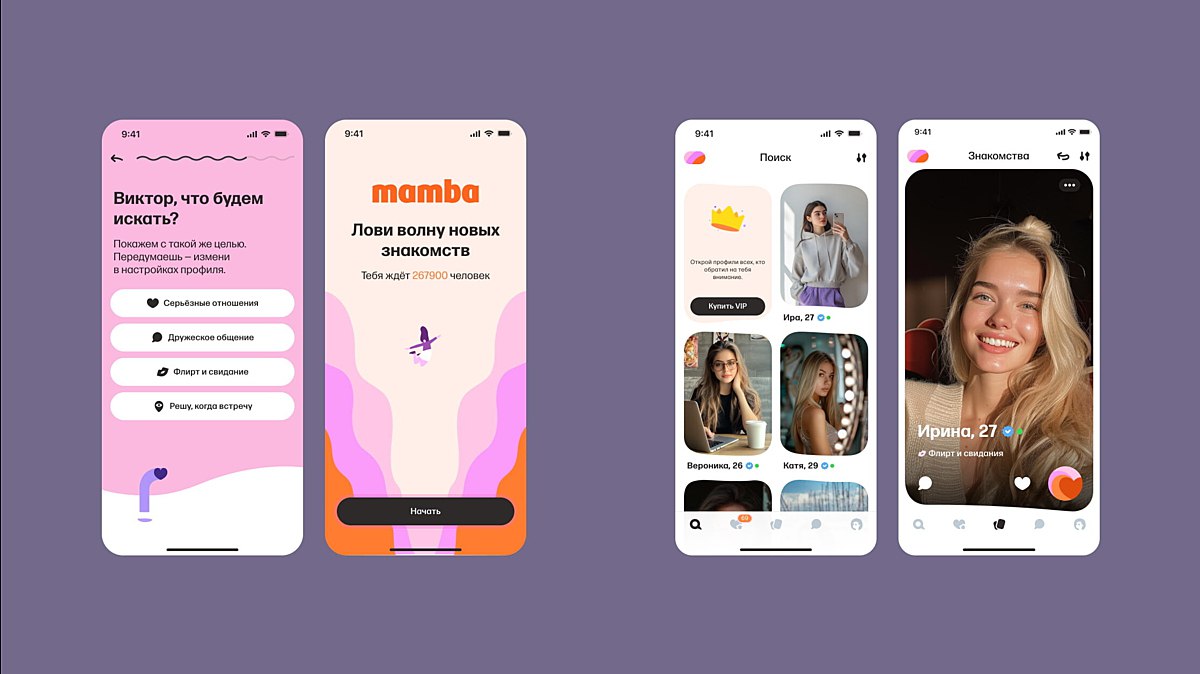 9:41
Виктор, что будем
искать?
Покажем с такой же целью.
Передумаешь — измени
в настройках профиля.
Серьёзные отношения
Дружеское общение
Флирт и свидание
Решу, когда встречу
9:41
mamba
Лови волну новых
знакомств
Тебя ждёт 267900 человек
Начать
9:41
Поиск
Открой профили всех, кто
обратил на тебя
внимание.
Купить VIP
Ира, 27
Вероника, 26
Катя, 29
69
9:41
Знакомства
Ирина, 27
Флирт и свидания